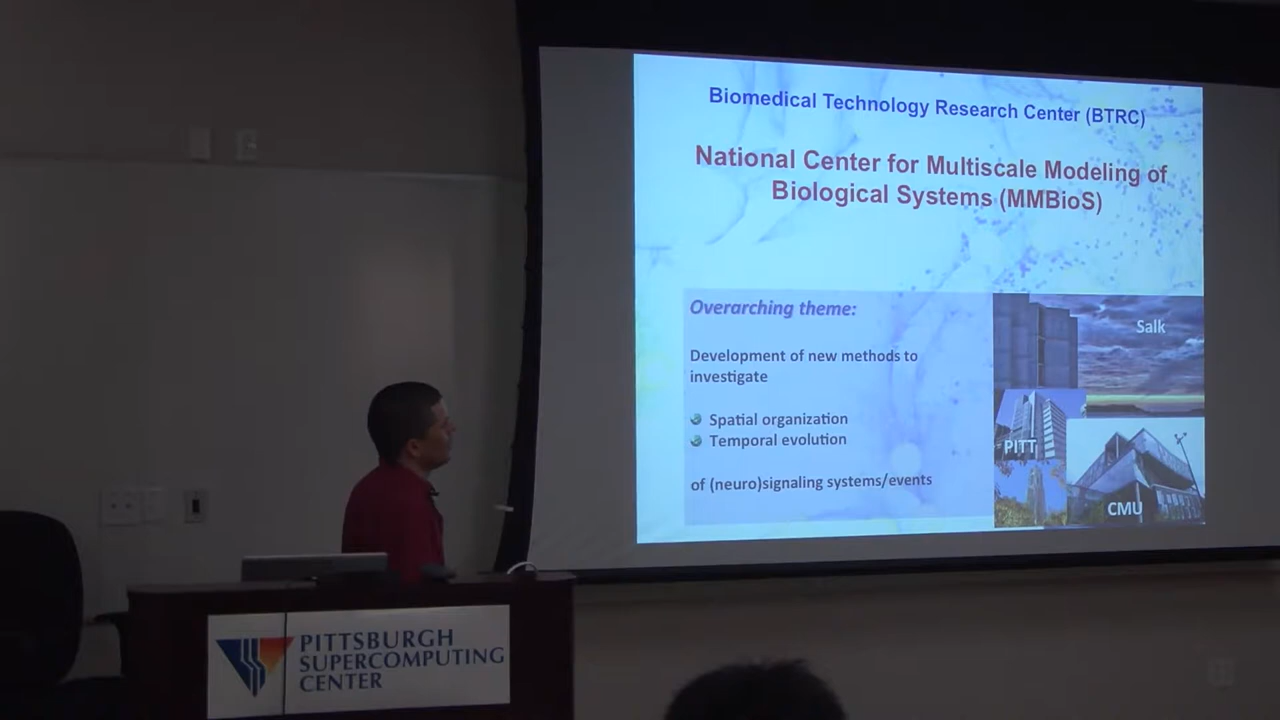 Biomedical Technology Research Center (BTRC)
National Center for Multiscale Modeling of
Biological Systems (MMBioS)
Overarching theme:
Development of new methods to
investigate
Spatial organization
Temporal evolution
of (neuro)signaling systems/events
Salk
PITT
CMU
PITTSBURGH
SUPERCOMPUTING
CENTER